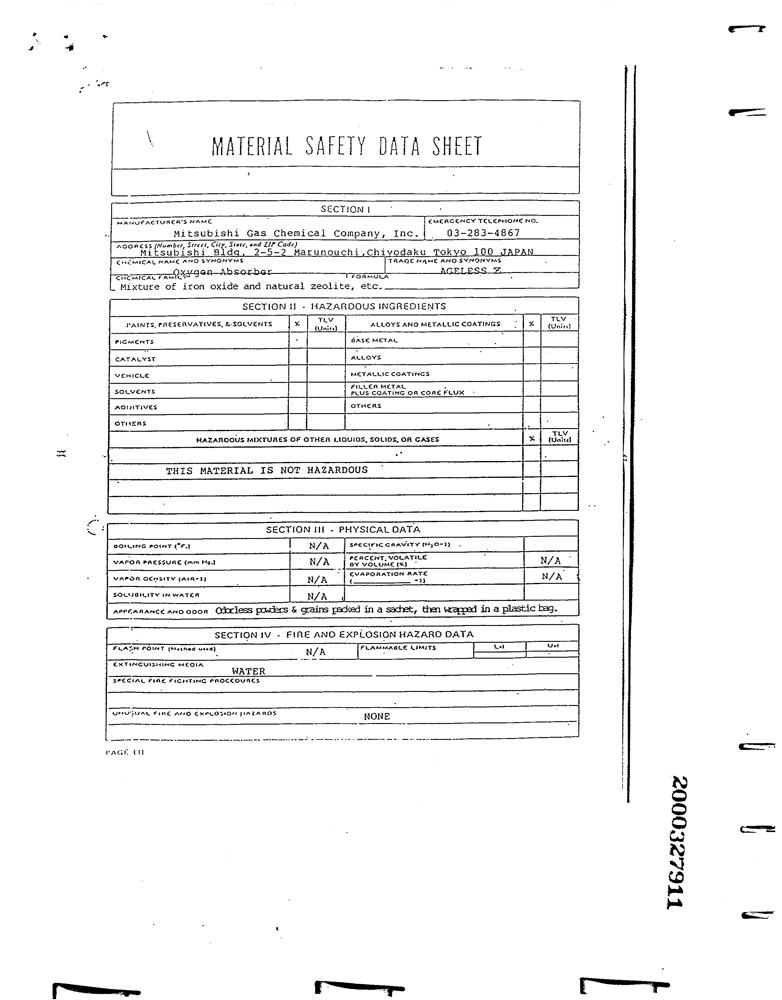 MATERIAL SAFETY DATA SHEET
SECTION I
MANUFACTURER'S NAME EMERGENCY TELEPHONE NO.
Mitsubishi Gas Chemical Company, Inc. 03-283-4867
ADDRESS (Number, Street, City, State, and ZIP Code)
Mitsubishi Bldg. 2-5-2 Marunouchi,Chiyodaku Tokyo 100 JAPAN
CHEMICAL NAME AND SYNONYMS TRADE NAME AND SYNONYMS
Oxygen Absorber AGELESS Z
CHEMICAL FAMILY FORMULA
Mixture of iron oxide and natural zeolite, etc.
SECTION II - HAZARDOUS INGREDIENTS
PAINTS, PRESERVATIVES, & SOLVENTS % TLV (Units) ALLOYS AND METALLIC COATINGS % TLV (Units)
PIGMENTS BASE METAL
CATALYST ALLOYS
VEHICLE METALLIC COATINGS
SOLVENTS FILLER METAL PLUS COATING OR CORE FLUX
ADDITIVES OTHERS
OTHERS
HAZARDOUS MIXTURES OF OTHER LIQUIDS, SOLIDS, OR GASES % TLV (Units)
THIS MATERIAL IS NOT HAZARDOUS
SECTION III - PHYSICAL DATA
BOILING POINT (°F.) N/A SPECIFIC GRAVITY (H2O=1)
VAPOR PRESSURE (mm Hg.) N/A PERCENT, VOLATILE BY VOLUME (%) N/A
VAPOR DENSITY (AIR=1) N/A EVAPORATION RATE (______ =1) N/A
SOLUBILITY IN WATER N/A
APPEARANCE AND ODOR Odorless powders & grains packed in a sachet, then wrapped in a plastic bag.
SECTION IV - FIRE AND EXPLOSION HAZARD DATA
FLASH POINT (Method used) N/A FLAMMABLE LIMITS Lel Uel
EXTINGUISHING MEDIA
WATER
SPECIAL FIRE FIGHTING PROCEDURES
UNUSUAL FIRE AND EXPLOSION HAZARDS NONE
PAGE (1)
2000327911